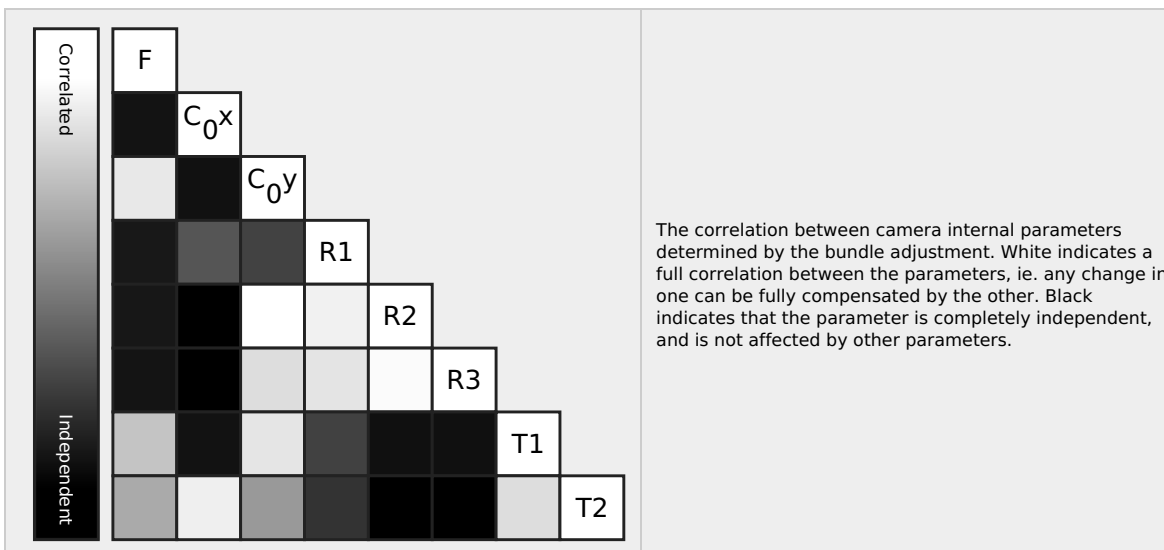 Correlated
Independent
F
C0x
C0y
R1
R2
R3
T1
T2
The correlation between camera internal parameters
determined by the bundle adjustment. White indicates a
full correlation between the parameters, ie. any change in
one can be fully compensated by the other. Black
indicates that the parameter is completely independent,
and is not affected by other parameters.